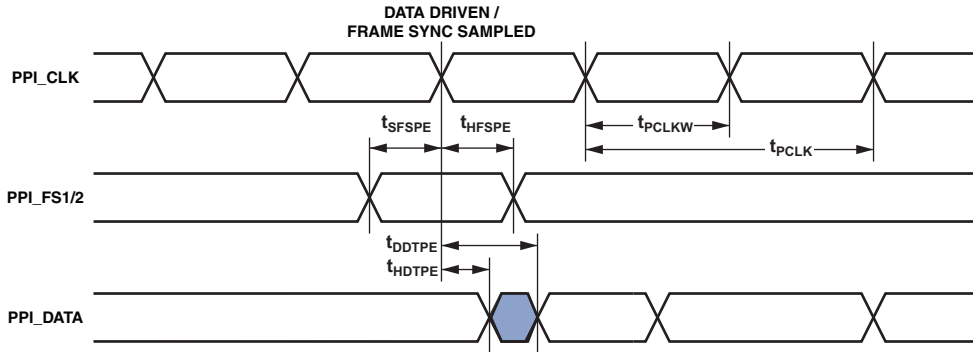 DATA DRIVEN /
FRAME SYNC SAMPLED
PPI_CLK
tSFSPE
tHFSPE
tPCLKW
tPCLK
PPI_FS1/2
tDDTPE
tHDTPE
PPI_DATA